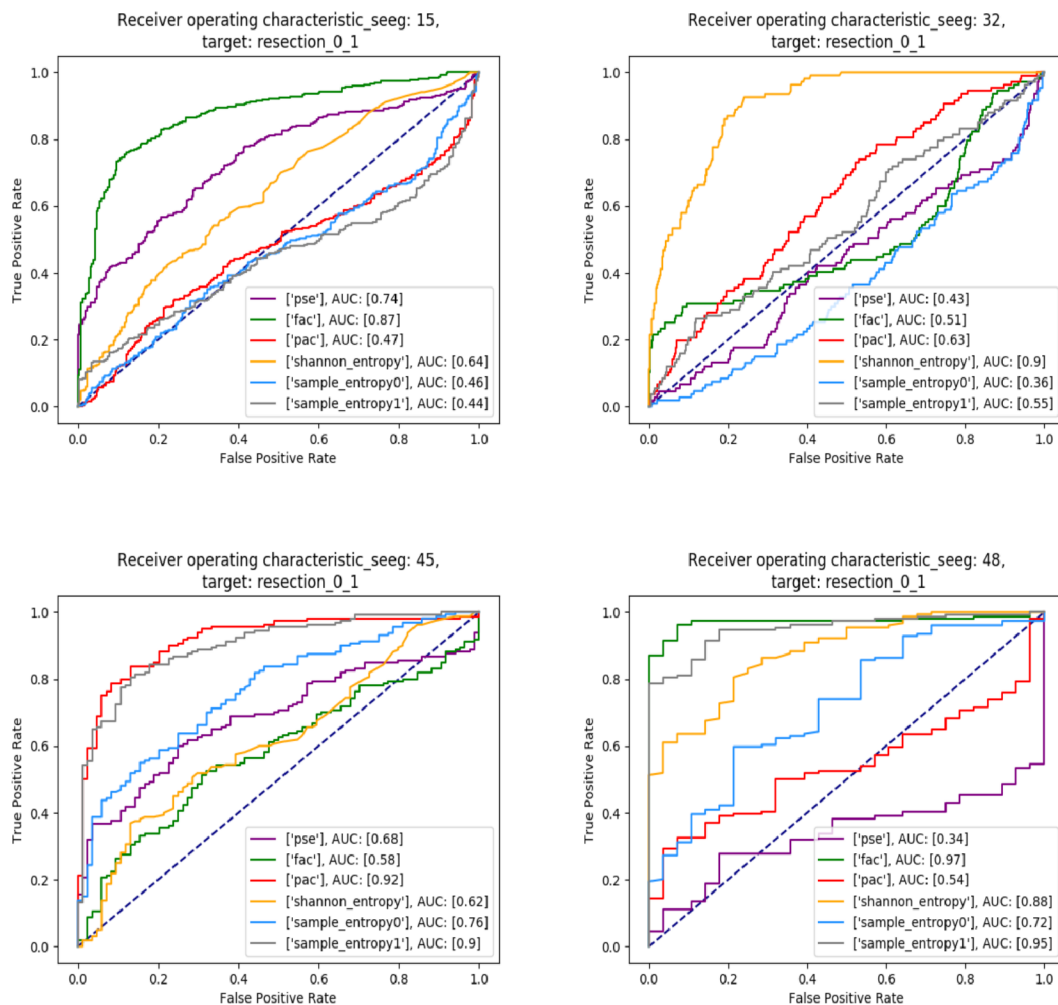 Receiver operating characteristic_seeg: 15,
target: resection_0_1
True Positive Rate
1.0
0.8
0.6
0.4
0.2
0.0
['pse'], AUC: [0.74]
['fac'], AUC: [0.87]
['pac'], AUC: [0.47]
['shannon_entropy'], AUC: [0.64]
['sample_entropy0'], AUC: [0.46]
['sample_entropy1'], AUC: [0.44]
0.0 0.2 0.4 0.6 0.8 1.0
False Positive Rate
Receiver operating characteristic_seeg: 32,
target: resection_0_1
True Positive Rate
1.0
0.8
0.6
0.4
0.2
0.0
['pse'], AUC: [0.43]
['fac'], AUC: [0.51]
['pac'], AUC: [0.63]
['shannon_entropy'], AUC: [0.9]
['sample_entropy0'], AUC: [0.36]
['sample_entropy1'], AUC: [0.55]
0.0 0.2 0.4 0.6 0.8 1.0
False Positive Rate
Receiver operating characteristic_seeg: 45,
target: resection_0_1
True Positive Rate
1.0
0.8
0.6
0.4
0.2
0.0
['pse'], AUC: [0.68]
['fac'], AUC: [0.58]
['pac'], AUC: [0.92]
['shannon_entropy'], AUC: [0.62]
['sample_entropy0'], AUC: [0.76]
['sample_entropy1'], AUC: [0.9]
0.0 0.2 0.4 0.6 0.8 1.0
False Positive Rate
Receiver operating characteristic_seeg: 48,
target: resection_0_1
True Positive Rate
1.0
0.8
0.6
0.4
0.2
0.0
['pse'], AUC: [0.34]
['fac'], AUC: [0.97]
['pac'], AUC: [0.54]
['shannon_entropy'], AUC: [0.88]
['sample_entropy0'], AUC: [0.72]
['sample_entropy1'], AUC: [0.95]
0.0 0.2 0.4 0.6 0.8 1.0
False Positive Rate